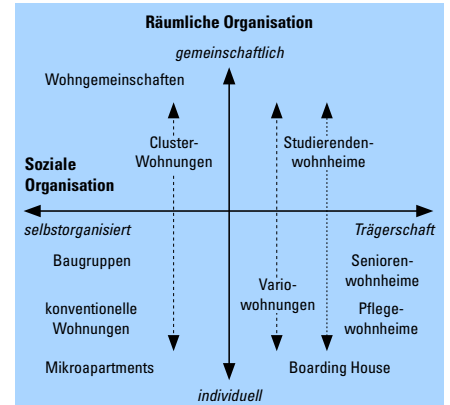 Räumliche Organisation
gemeinschaftlich
Wohngemeinschaften
Cluster-
Wohnungen
Studierenden-
wohnheime
Soziale
Organisation
selbstorganisiert
Trägerschaft
Baugruppen
Senioren-
wohnheime
Vario-
wohnungen
konventionelle
Wohnungen
Pflege-
wohnheime
Mikroapartments
Boarding House
individuell